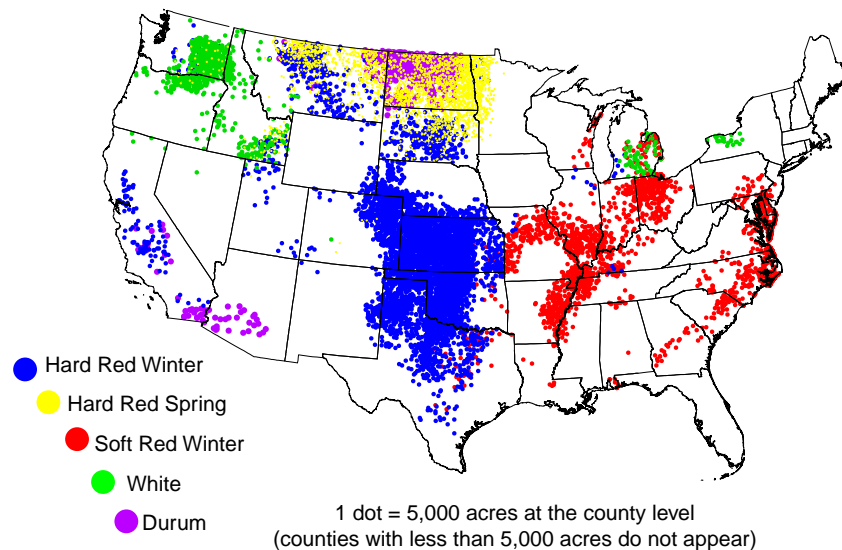 Hard Red Winter
Hard Red Spring
Soft Red Winter
White
Durum
1 dot = 5,000 acres at the county level
(counties with less than 5,000 acres do not appear)